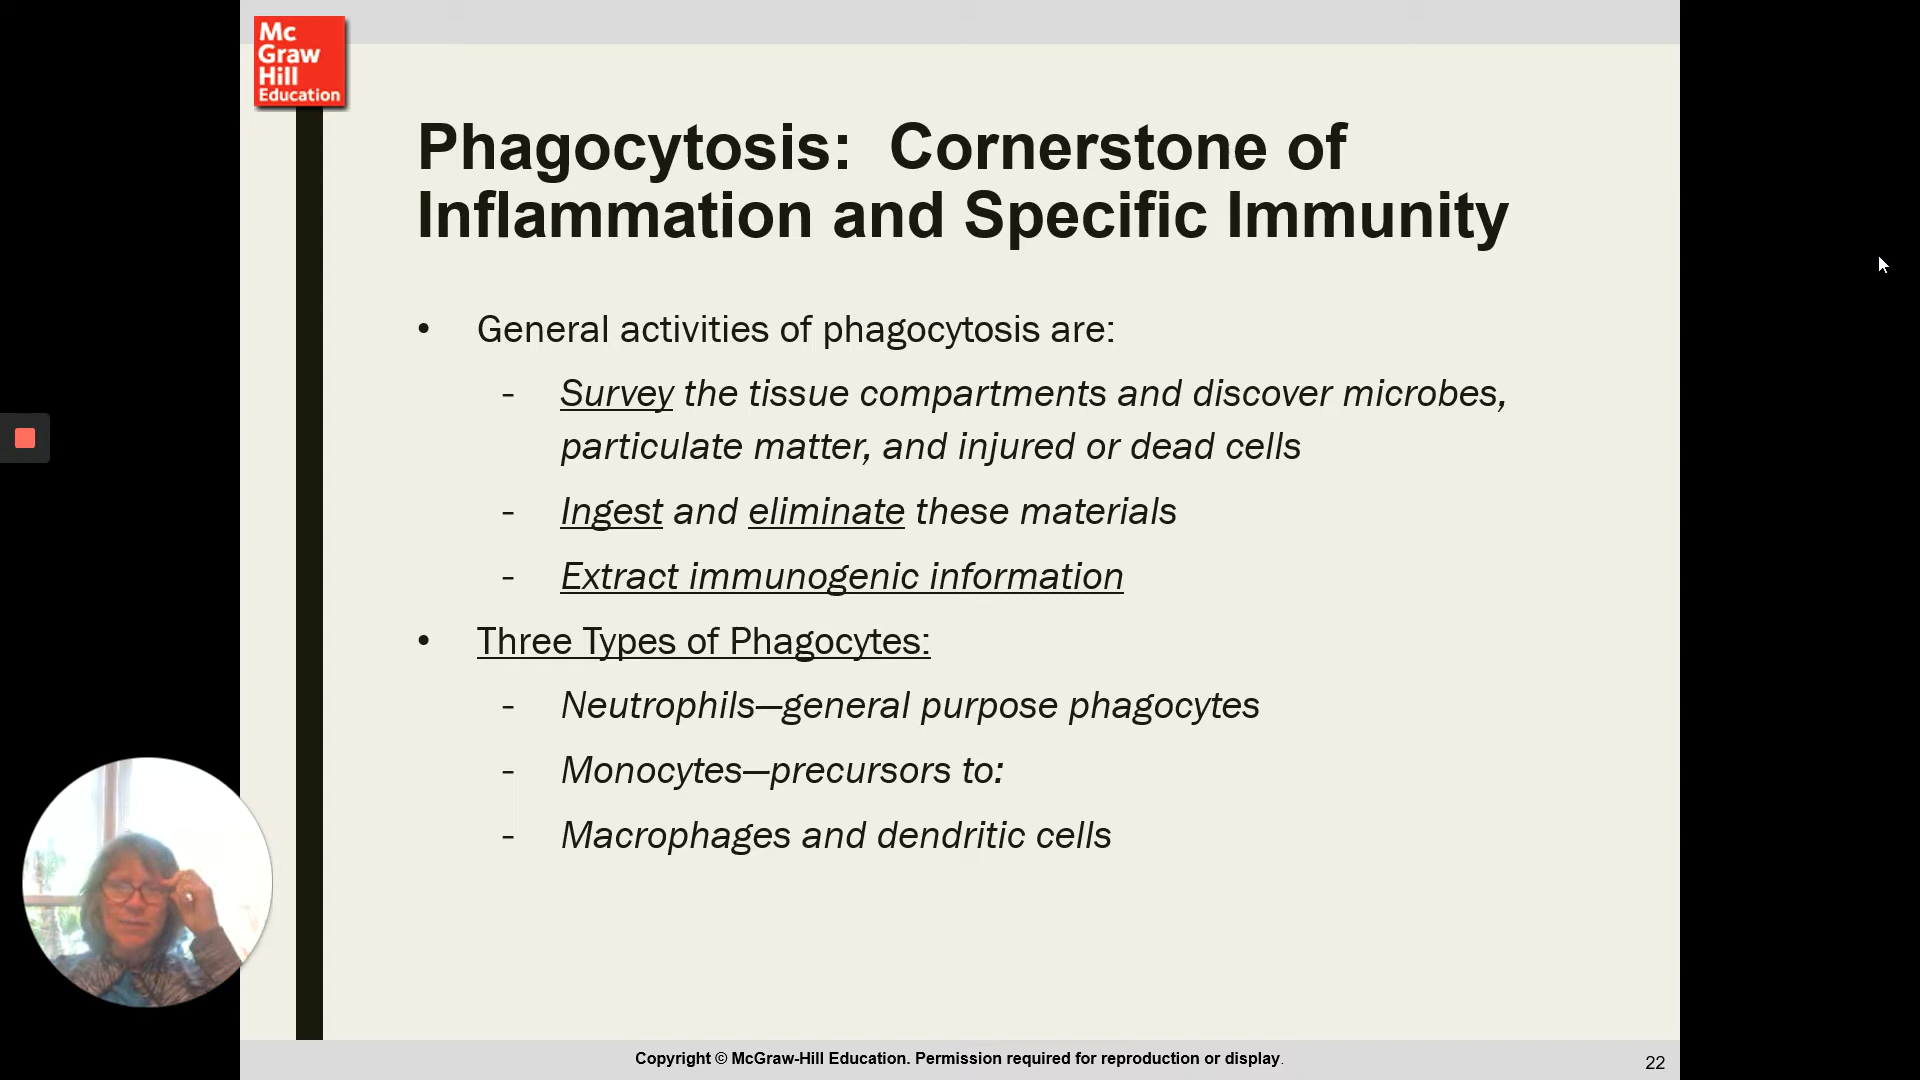 Mc
Graw
Hill
Education
Phagocytosis: Cornerstone of
Inflammation and Specific Immunity
• General activities of phagocytosis are:
- Survey the tissue compartments and discover microbes,
particulate matter, and injured or dead cells
- Ingest and eliminate these materials
- Extract immunogenic information
• Three Types of Phagocytes:
- Neutrophils—general purpose phagocytes
- Monocytes—precursors to:
- Macrophages and dendritic cells
Copyright © McGraw-Hill Education. Permission required for reproduction or display.
22